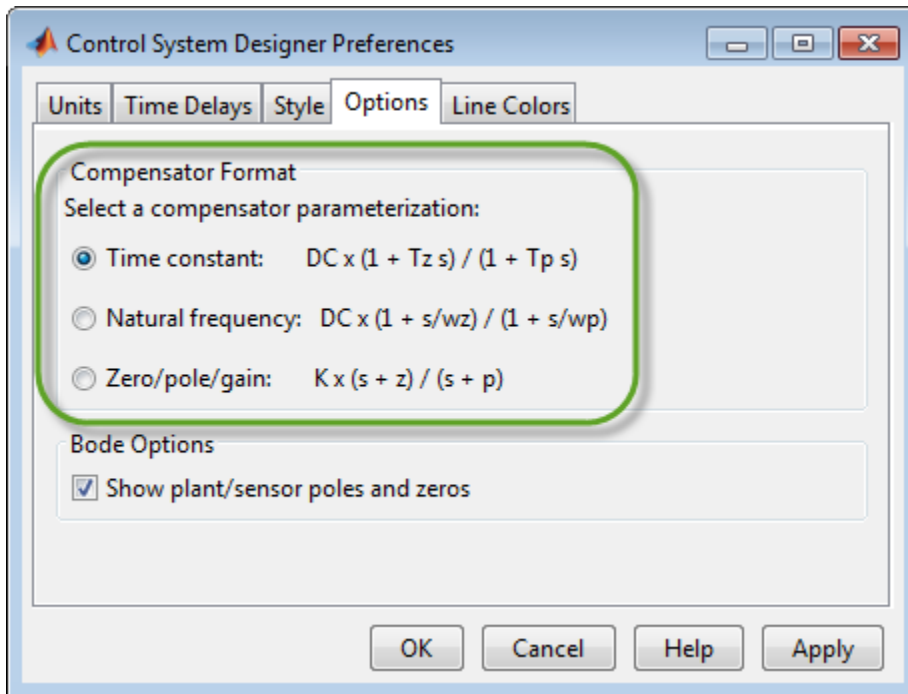 Control System Designer Preferences
Units Time Delays Style Options Line Colors
Compensator Format
Select a compensator parameterization:
Time constant: DC x (1 + Tz s) / (1 + Tp s)
Natural frequency: DC x (1 + s/wz) / (1 + s/wp)
Zero/pole/gain: K x (s + z) / (s + p)
Bode Options
Show plant/sensor poles and zeros
OK Cancel Help Apply